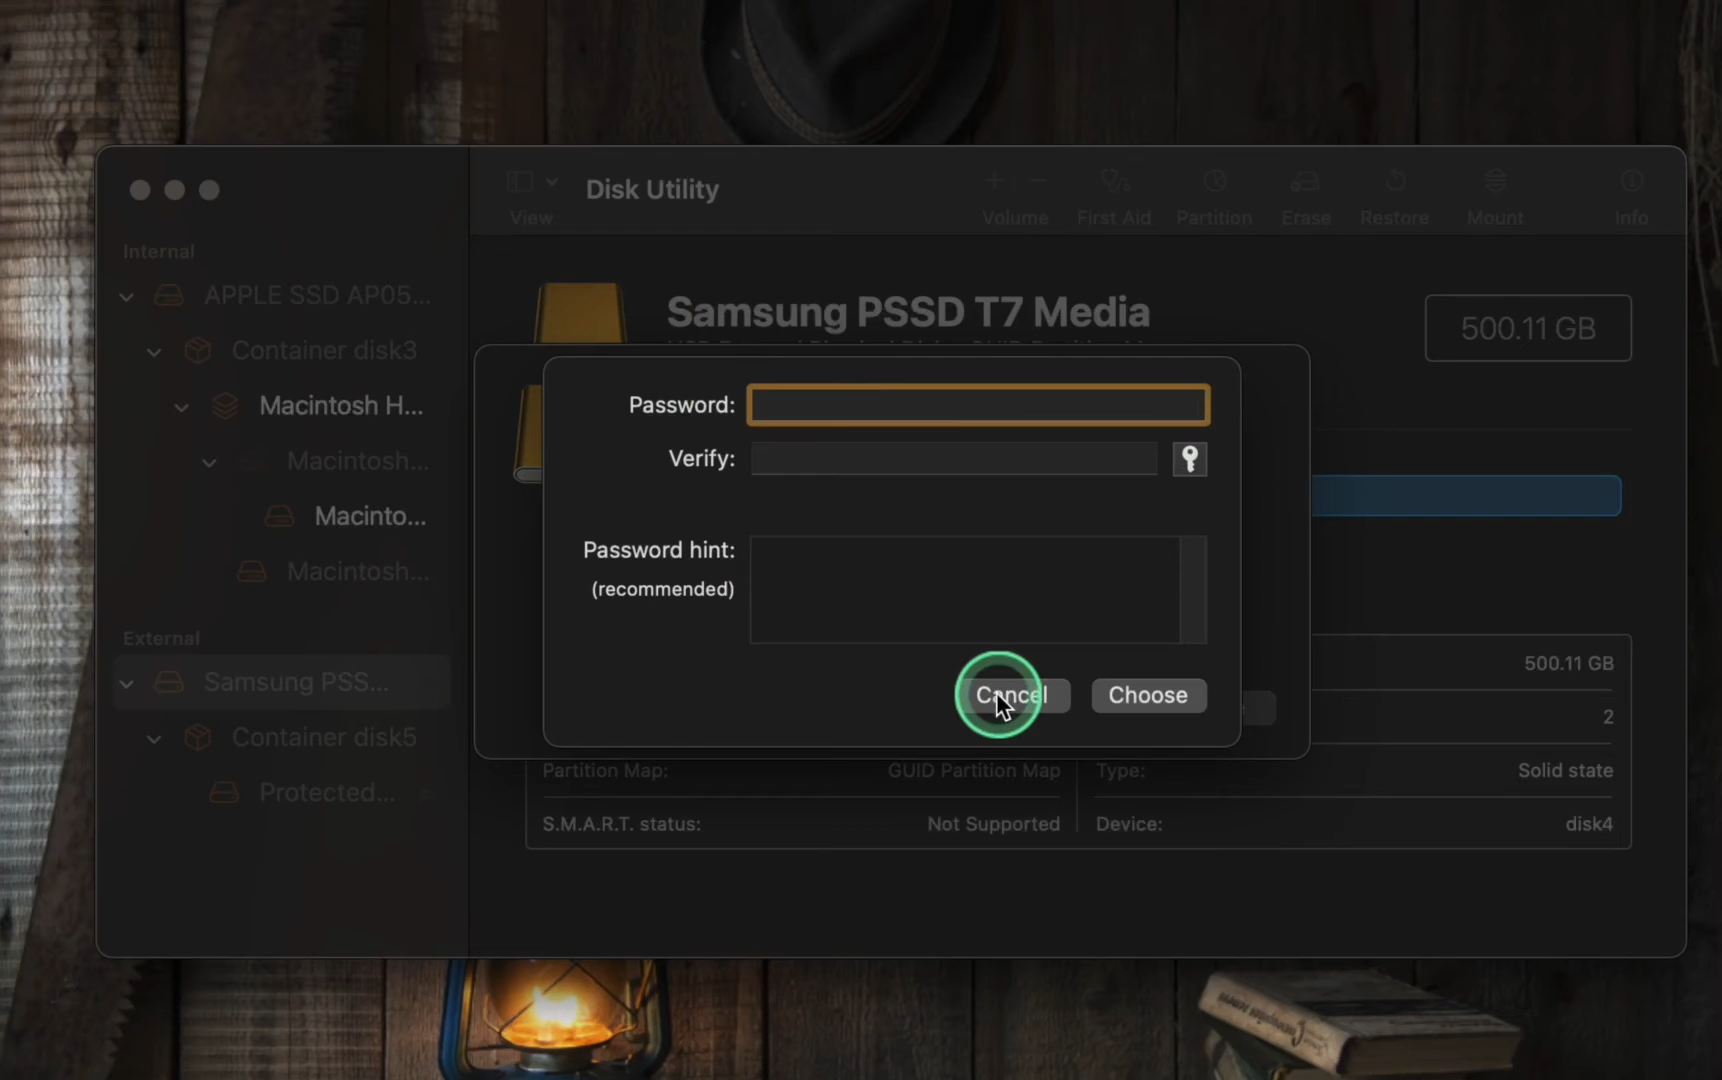 Disk Utility
View
Volume
First Aid
Partition
Erase
Restore
Mount
Info
Internal
APPLE SSD AP05...
Container disk3
Macintosh H...
Macintosh...
Macinto...
Macintosh...
External
Samsung PSS...
Container disk5
Protected...
Samsung PSSD T7 Media
500.11 GB
Password:
Verify:
Password hint:
(recommended)
Cancel
Choose
500.11 GB
2
Partition Map:
GUID Partition Map
Type:
Solid state
S.M.A.R.T. status:
Not Supported
Device:
disk4